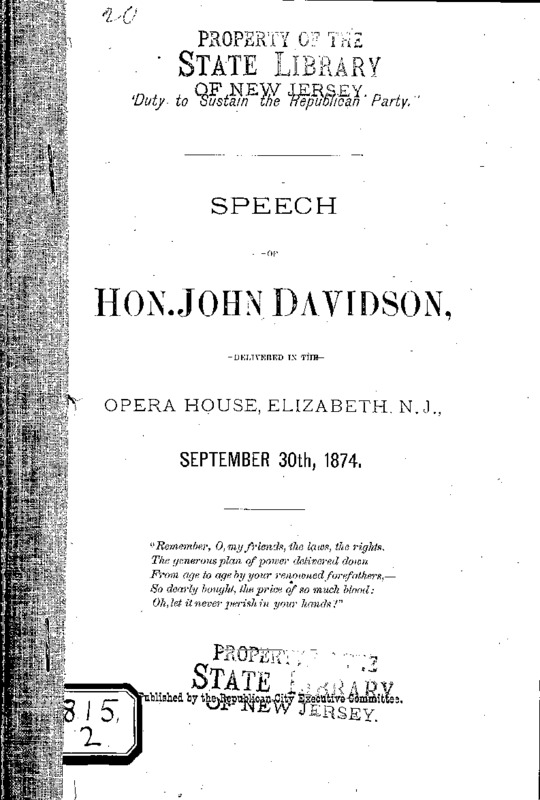 20
PROPERTY OF THE
STATE LIBRARY
OF NEW JERSEY.
"Duty to Sustain the Republican Party."
SPEECH
-OF
HON. JOHN DAVIDSON,
-DELIVERED IN THE-
OPERA HOUSE, ELIZABETH. N. J.,
SEPTEMBER 30th, 1874.
"Remember, O, my friends, the laws, the rights.
The generous plan of power delivered down
From age to age by your renowned forefathers,—
So dearly bought, the price of so much blood:
Oh, let it never perish in your hands!"
PROPERTY
STATE LIBRARY
Published by the Republican City Executive Committee.
OF NEW JERSEY.
815.
2